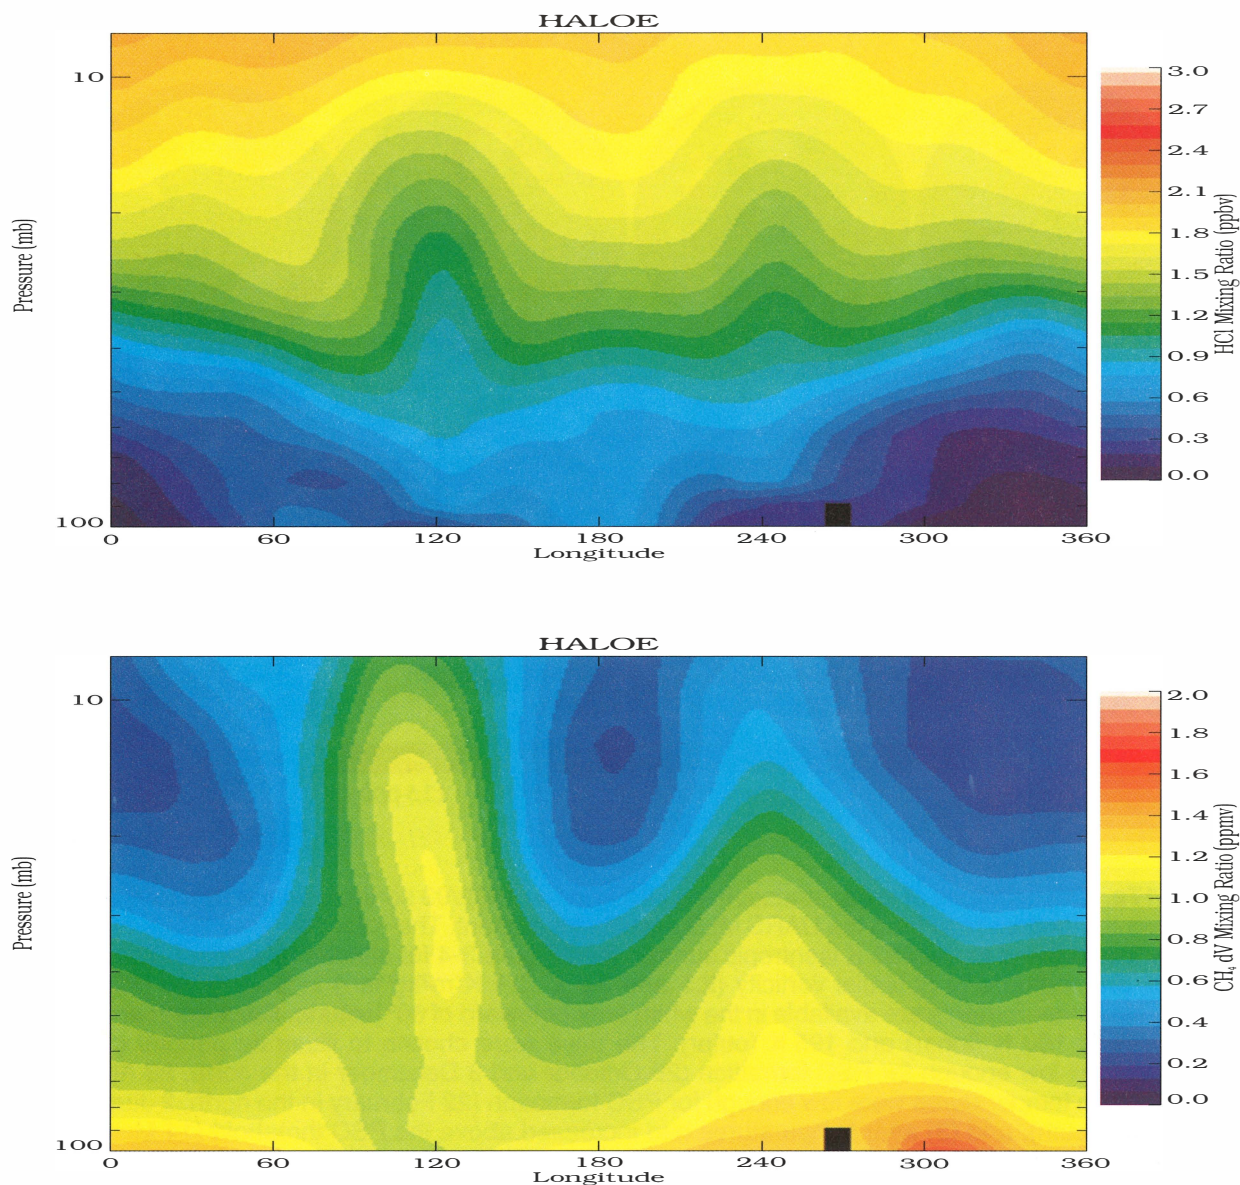 HALOE
10
100
Pressure (mb)
0 60 120 180 240 300 360
Longitude
3.0
2.7
2.4
2.1
1.8
1.5
1.2
0.9
0.6
0.3
0.0
HCl Mixing Ratio (ppbv)
HALOE
10
100
Pressure (mb)
0 60 120 180 240 300 360
Longitude
2.0
1.8
1.6
1.4
1.2
1.0
0.8
0.6
0.4
0.2
0.0
CH₄ dV Mixing Ratio (ppmv)